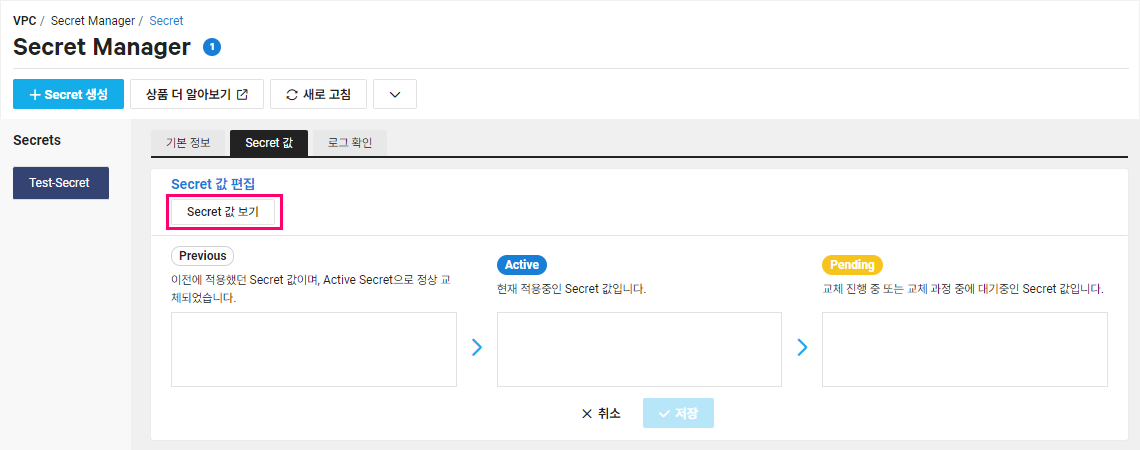 VPC / Secret Manager / Secret
Secret Manager 1
+ Secret 생성 상품 더 알아보기 새로 고침
Secrets
Test-Secret
기본 정보 Secret 값 로그 확인
Secret 값 편집
Secret 값 보기
Previous
이전에 적용했던 Secret 값이며, Active Secret으로 정상 교
체되었습니다.
Active
현재 적용중인 Secret 값입니다.
Pending
교체 진행 중 또는 교체 과정 중에 대기중인 Secret 값입니다.
취소 저장